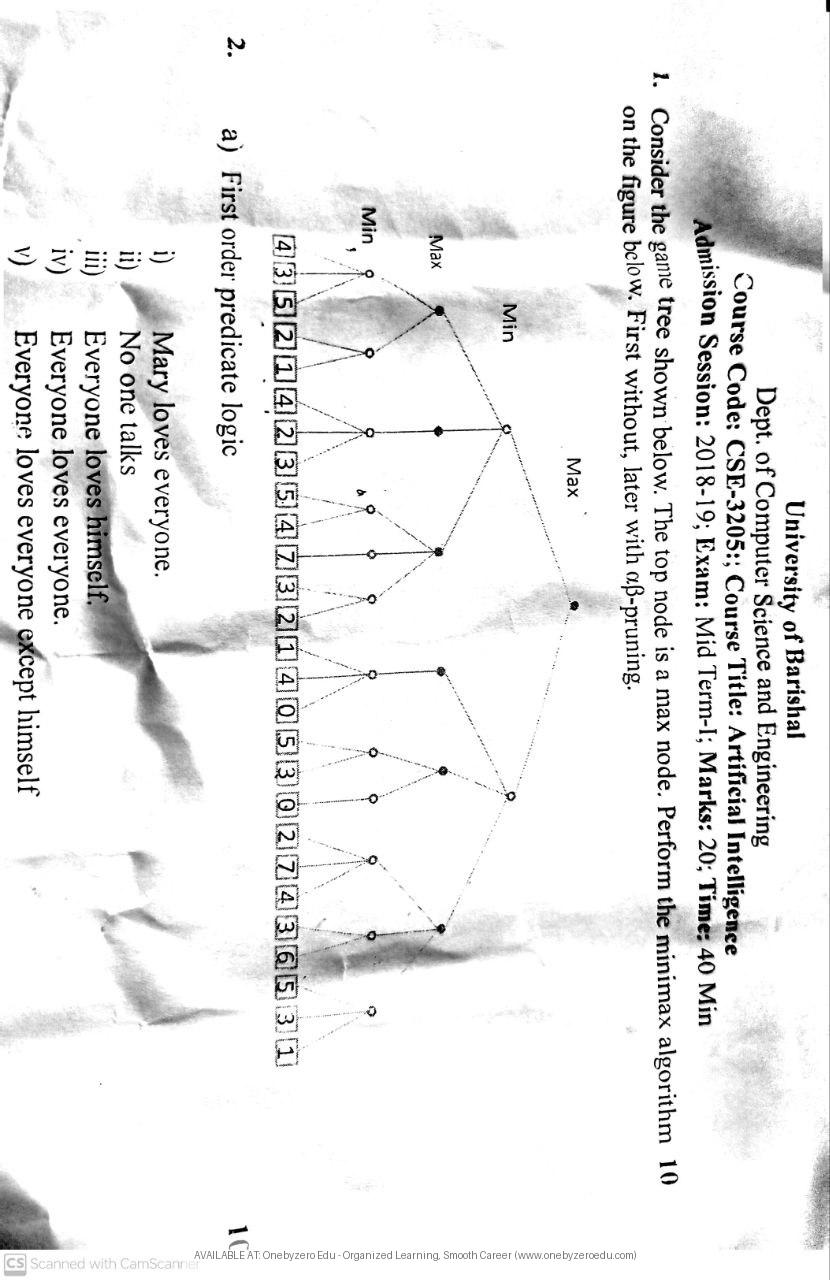 University of Barishal
Dept. of Computer Science and Engineering
Course Code: CSE-3205:; Course Title: Artificial Intelligence
Admission Session: 2018-19; Exam: Mid Term-I; Marks: 20; Time: 40 Min
1. Consider the game tree shown below. The top node is a max node. Perform the minimax algorithm 10
on the figure below. First without, later with αβ-pruning.
Max
Min
Max
Min
4 3 5 2 1 4 2 3 5 4 7 3 2 1 4 0 5 3 0 2 7 4 3 6 5 3 1
2. a) First order predicate logic
i) Mary loves everyone.
ii) No one talks
iii) Everyone loves himself.
iv) Everyone loves everyone.
v) Everyone loves everyone except himself
AVAILABLE AT: Onebyzero Edu - Organized Learning, Smooth Career (www.onebyzeroedu.com)
CS Scanned with CamScanner